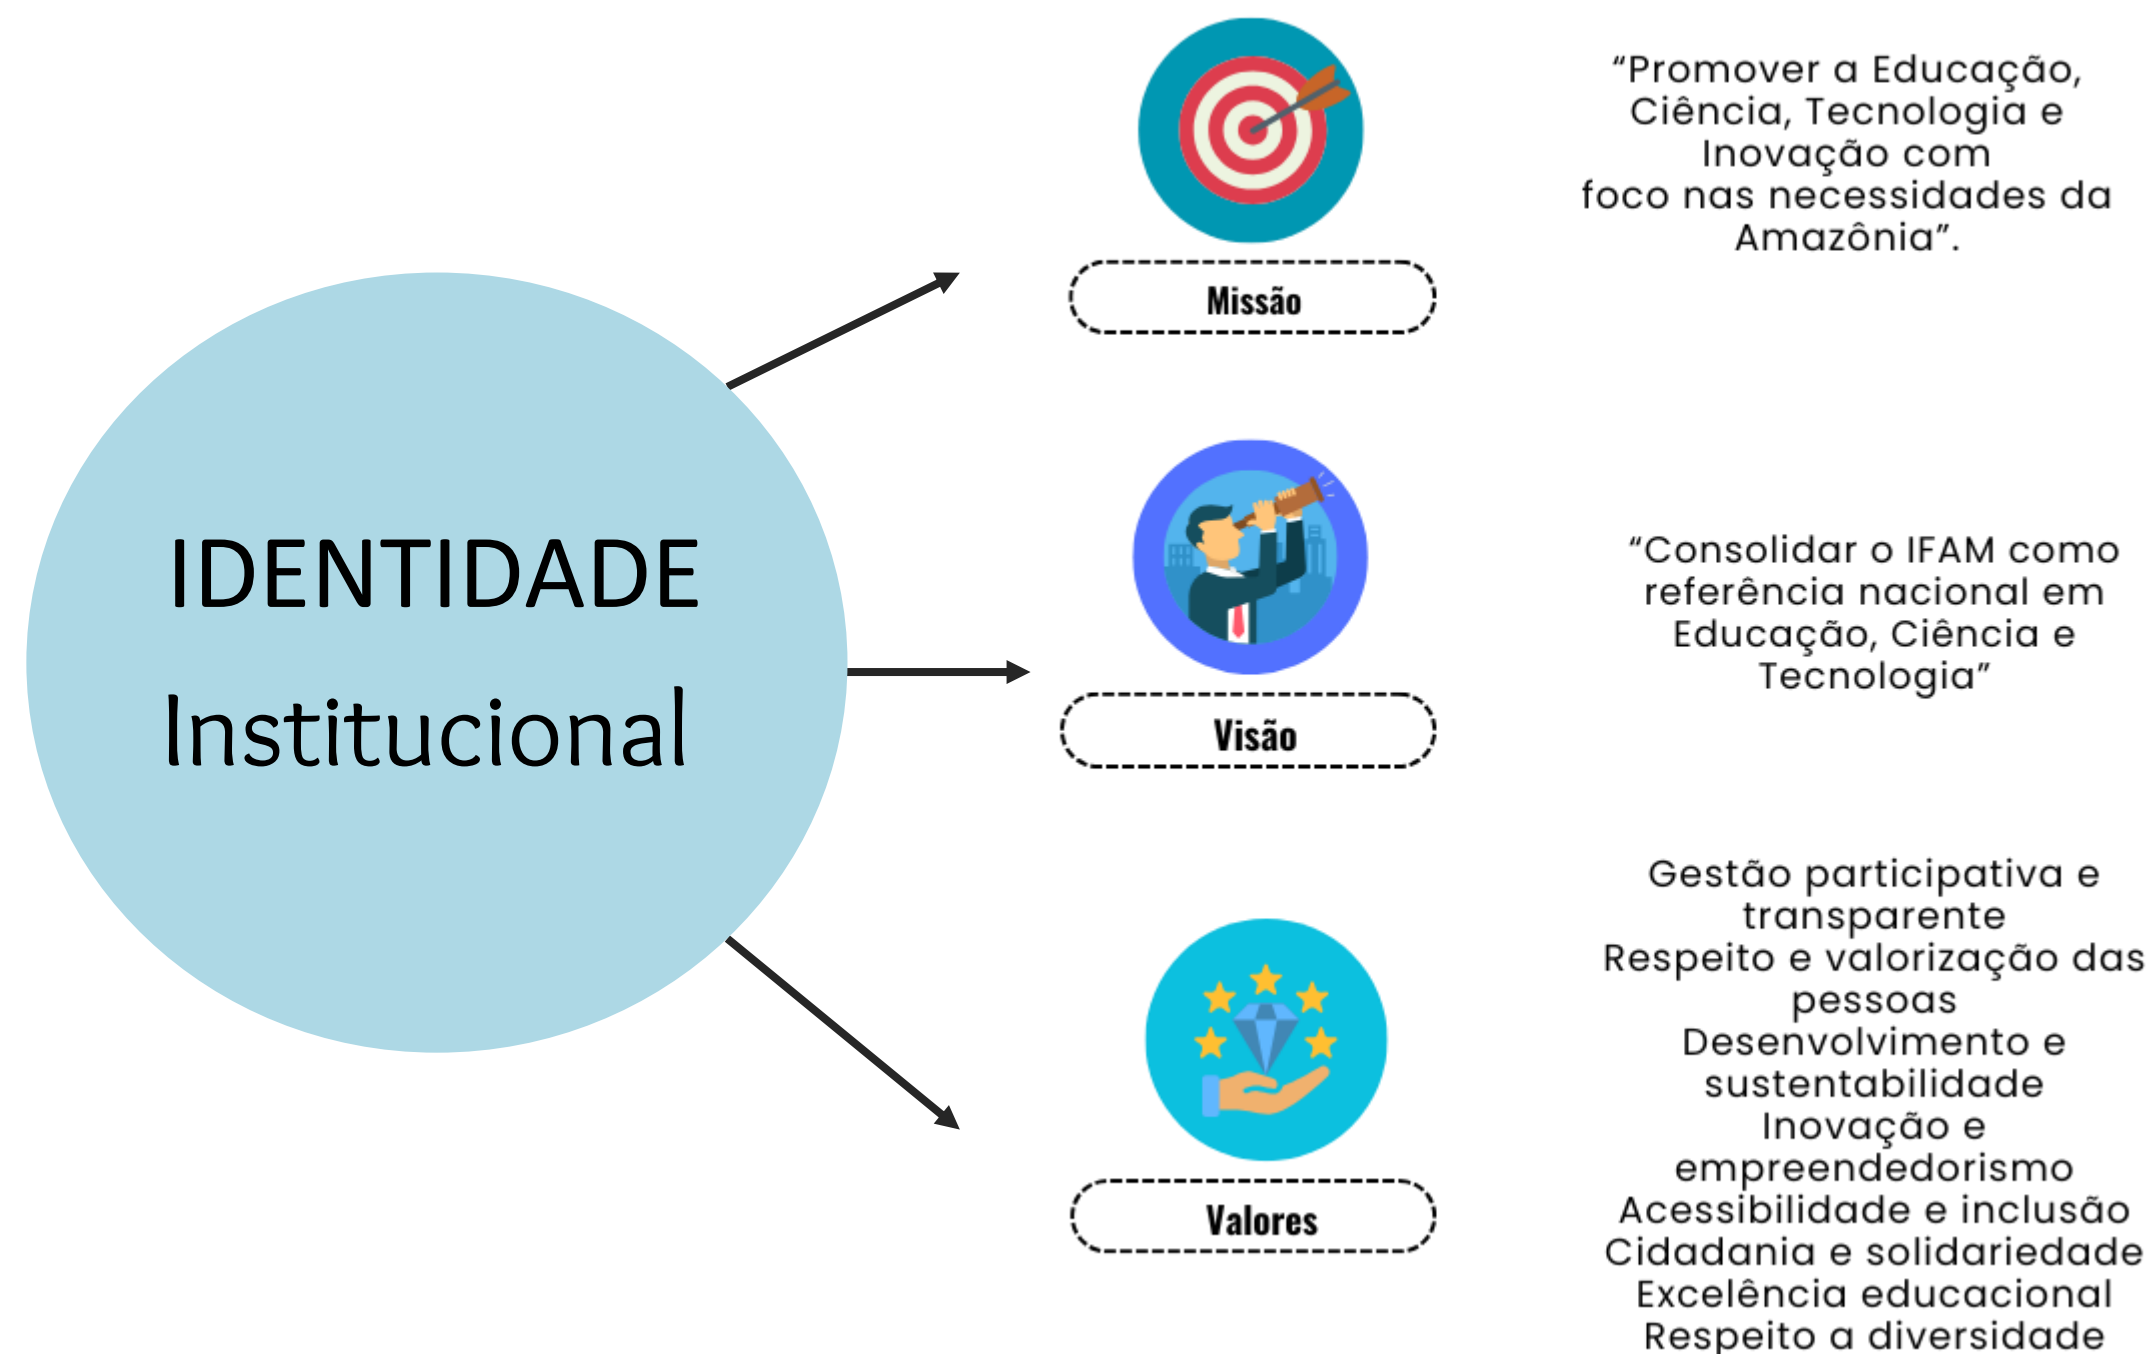 IDENTIDADE
Institucional
Missão
“Promover a Educação,
Ciência, Tecnologia e
Inovação com
foco nas necessidades da
Amazônia”.
Visão
“Consolidar o IFAM como
referência nacional em
Educação, Ciência e
Tecnologia”
Valores
Gestão participativa e
transparente
Respeito e valorização das
pessoas
Desenvolvimento e
sustentabilidade
Inovação e
empreendedorismo
Acessibilidade e inclusão
Cidadania e solidariedade
Excelência educacional
Respeito a diversidade